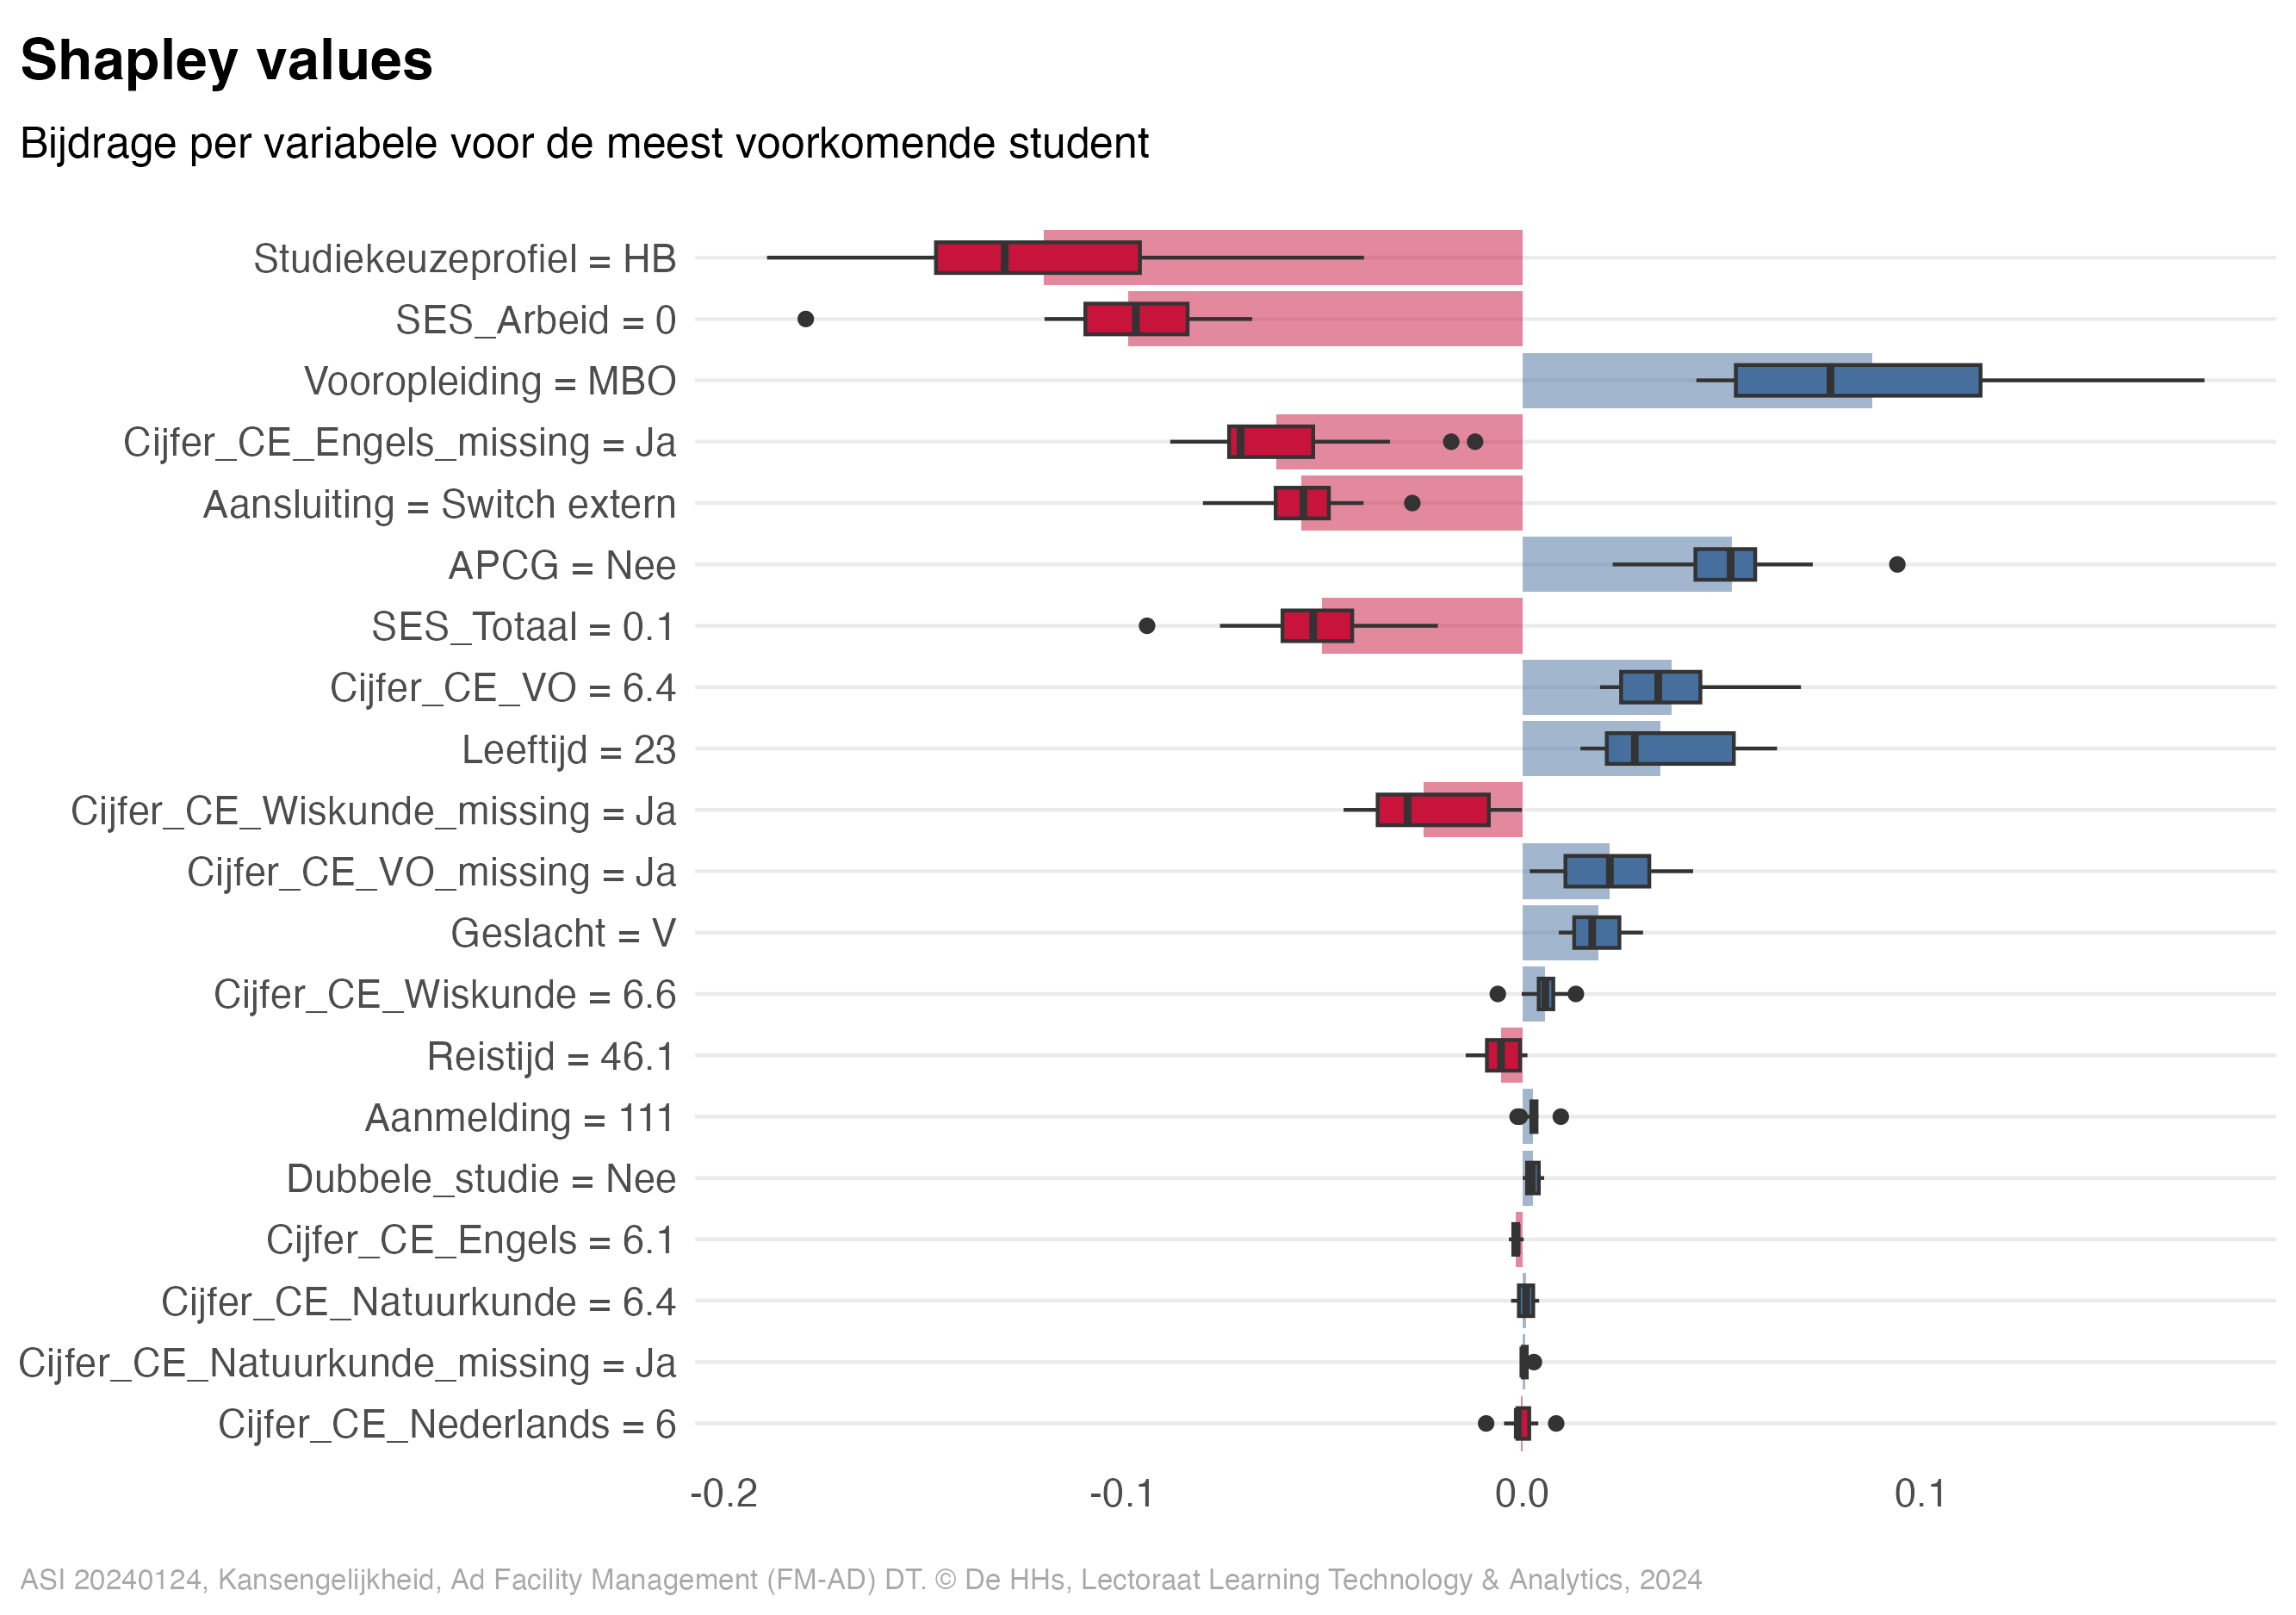 Shapley values
Bijdrage per variabele voor de meest voorkomende student
Studiekeuzeprofiel = HB
SES_Arbeid = 0
Vooropleiding = MBO
Cijfer_CE_Engels_missing = Ja
Aansluiting = Switch extern
APCG = Nee
SES_Totaal = 0.1
Cijfer_CE_VO = 6.4
Leeftijd = 23
Cijfer_CE_Wiskunde_missing = Ja
Cijfer_CE_VO_missing = Ja
Geslacht = V
Cijfer_CE_Wiskunde = 6.6
Reistijd = 46.1
Aanmelding = 111
Dubbele_studie = Nee
Cijfer_CE_Engels = 6.1
Cijfer_CE_Natuurkunde = 6.4
Cijfer_CE_Natuurkunde_missing = Ja
Cijfer_CE_Nederlands = 6
-0.2 -0.1 0.0 0.1
ASI 20240124, Kansengelijkheid, Ad Facility Management (FM-AD) DT. © De HHs, Lectoraat Learning Technology & Analytics, 2024